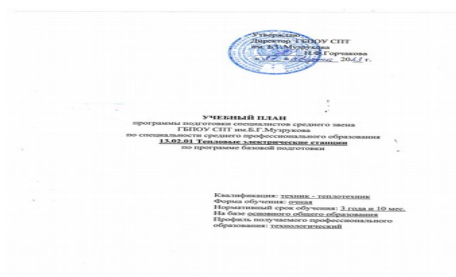 Утверждаю
Директор ГБПОУ СПТ
им. Б.Г.Музрукова
Н.Ф.Горчакова
20 г.
УЧЕБНЫЙ ПЛАН
программы подготовки специалистов среднего звена
ГБПОУ СПТ им.Б.Г.Музрукова
по специальности среднего профессионального образования
13.02.01 Тепловые электрические станции
по программе базовой подготовки
Квалификация: техник - теплотехник
Форма обучения: очная
Нормативный срок обучения: 3 года и 10 мес.
На базе основного общего образования
Профиль получаемого профессионального
образования: технологический